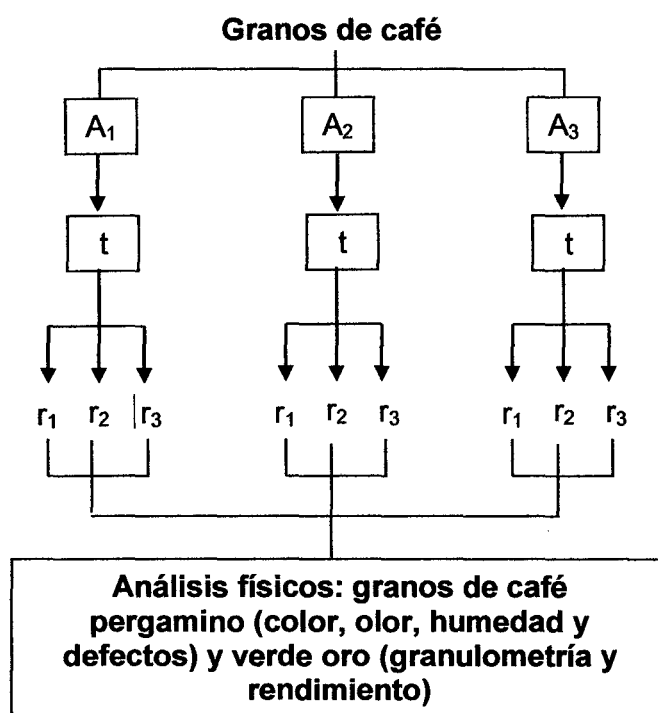 Granos de café
A₁ A₂ A₃
t t t
r₁ r₂ r₃ r₁ r₂ r₃ r₁ r₂ r₃
Análisis físicos: granos de café
pergamino (color, olor, humedad y
defectos) y verde oro (granulometría y
rendimiento)